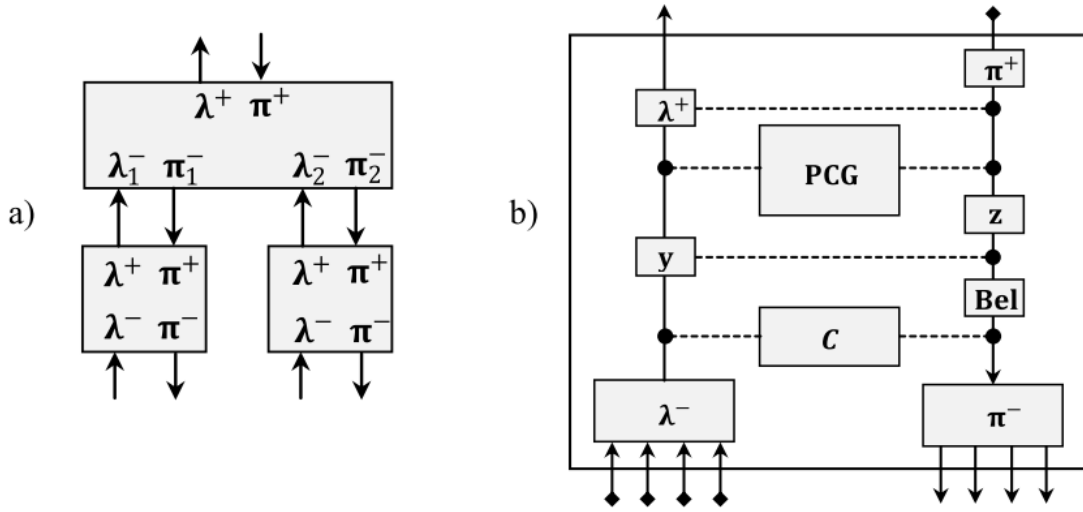 a)
λ⁺ π⁺
λ₁⁻ π₁⁻ λ₂⁻ π₂⁻
λ⁺ π⁺
λ⁻ π⁻
λ⁺ π⁺
λ⁻ π⁻
b)
π⁺
λ⁺
PCG
z
y
Bel
C
λ⁻
π⁻